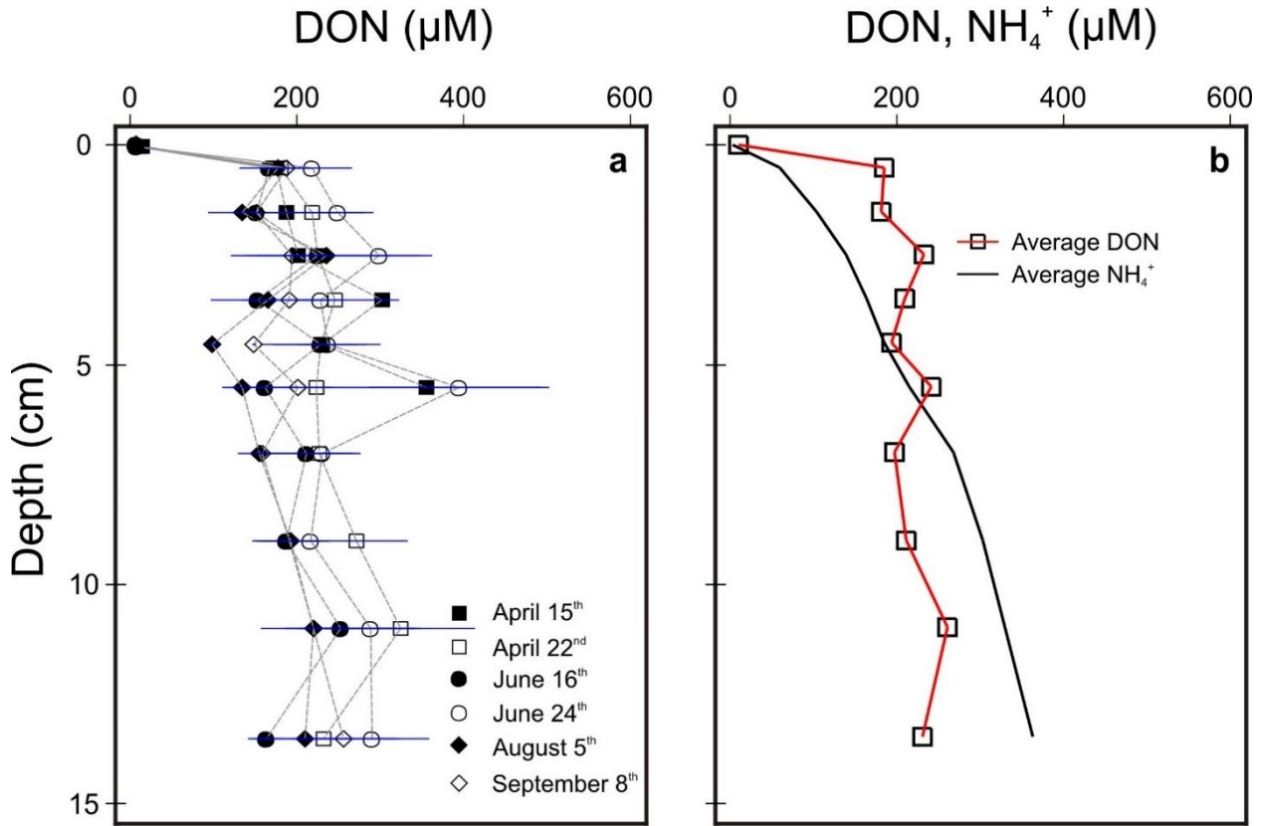 DON (µM)
0 200 400 600
Depth (cm)
0
5
10
15
a
April 15th
April 22nd
June 16th
June 24th
August 5th
September 8th
DON, NH4+ (µM)
0 200 400 600
b
Average DON
Average NH4+